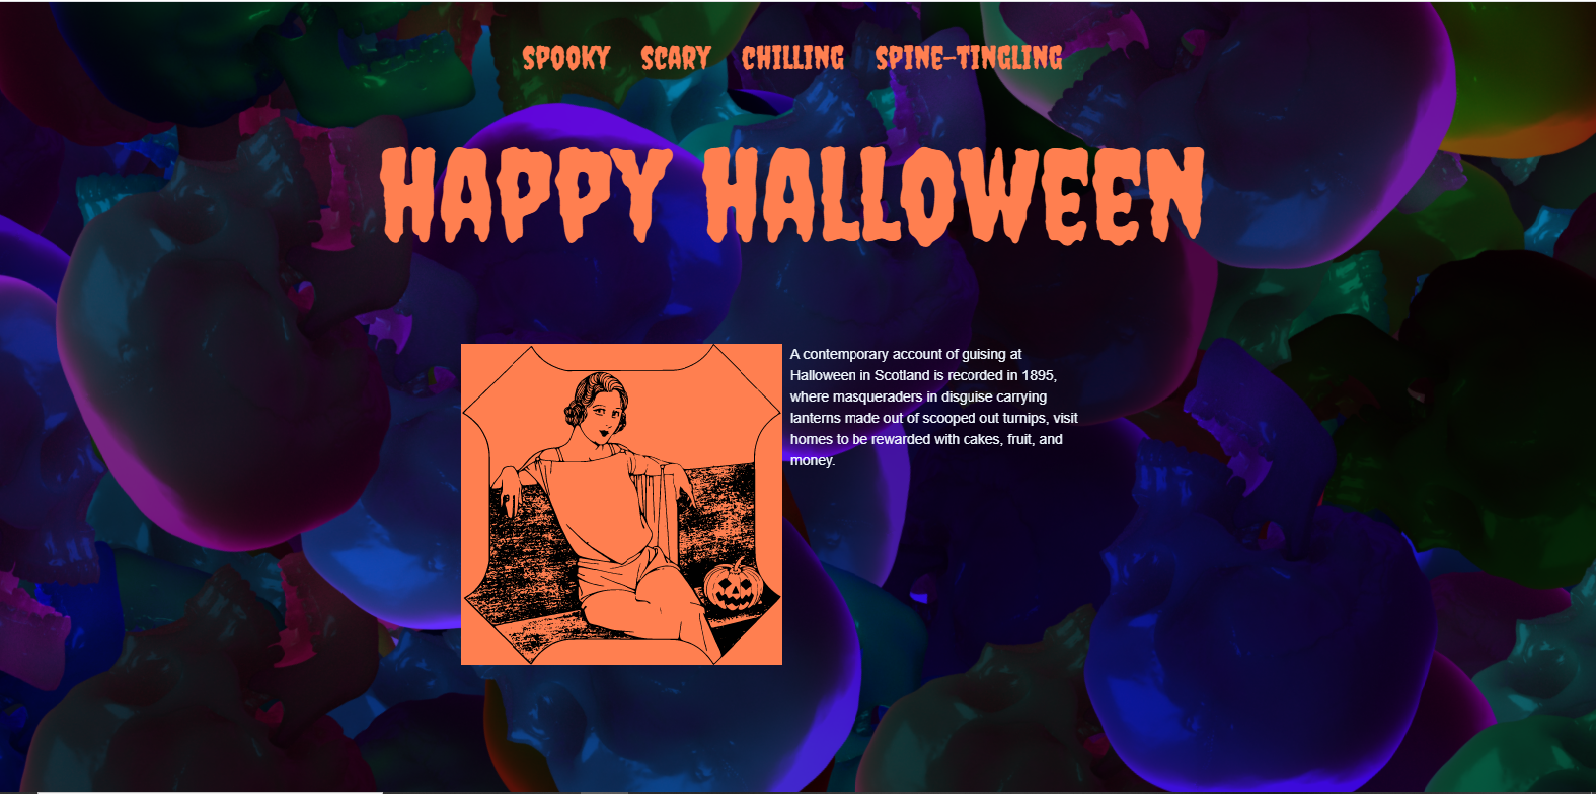 SPOOKY SCARY CHILLING SPINE-TINGLING
HAPPY HALLOWEEN
A contemporary account of guising at
Halloween in Scotland is recorded in 1895,
where masqueraders in disguise carrying
lanterns made out of scooped out turnips, visit
homes to be rewarded with cakes, fruit, and
money.